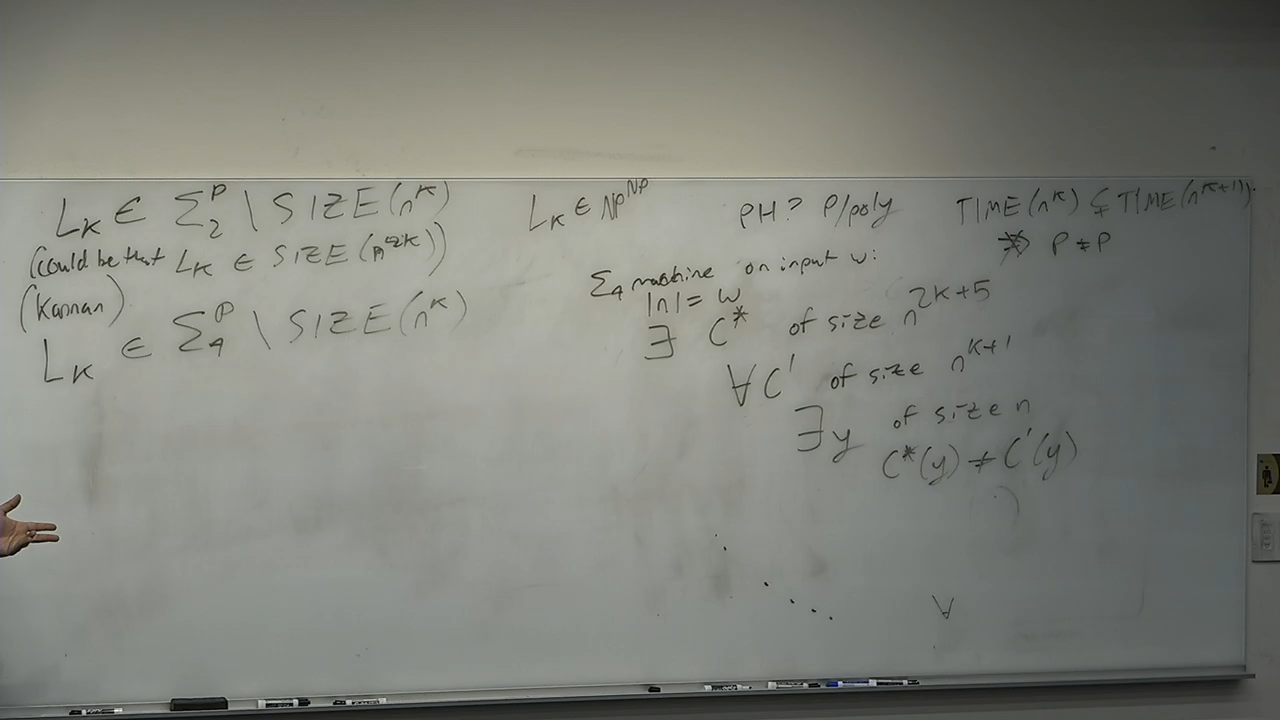 L_K ∈ Σ_2^P \ SIZE(n^K)
(could be that L_K ∈ SIZE(n^2K))
(Kannan)
L_K ∈ Σ_4^P \ SIZE(n^K)
L_K ∈ NP^NP
PH? P/poly
TIME(n^K) ⊊ TIME(n^K+1).
⇏ P ≠ P
Σ_4 machine on input w:
|n| = w
∃ C* of size n^2K+5
∀C' of size n^K+1
∃y of size n
C*(y) ≠ C'(y)
∀